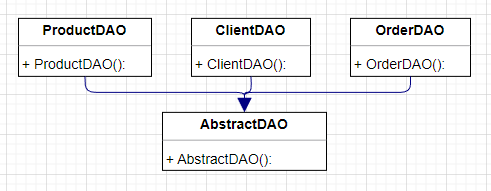 ProductDAO
+ ProductDAO():
ClientDAO
+ ClientDAO():
OrderDAO
+ OrderDAO():
AbstractDAO
+ AbstractDAO():